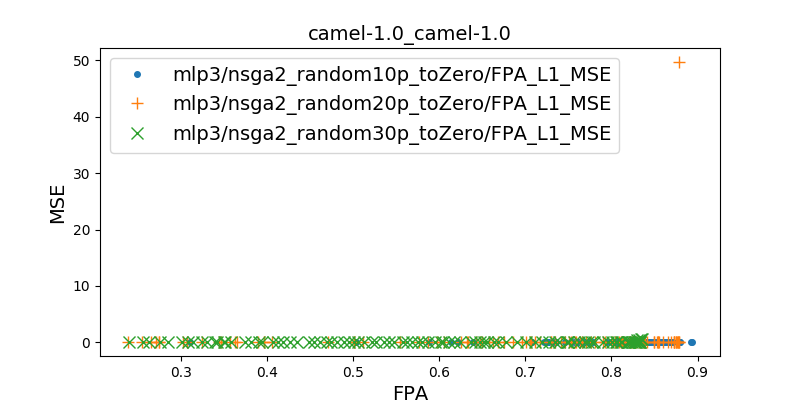 camel-1.0_camel-1.0
mlp3/nsga2_random10p_toZero/FPA_L1_MSE
mlp3/nsga2_random20p_toZero/FPA_L1_MSE
mlp3/nsga2_random30p_toZero/FPA_L1_MSE
MSE
50
40
30
20
10
0
0.3 0.4 0.5 0.6 0.7 0.8 0.9
FPA